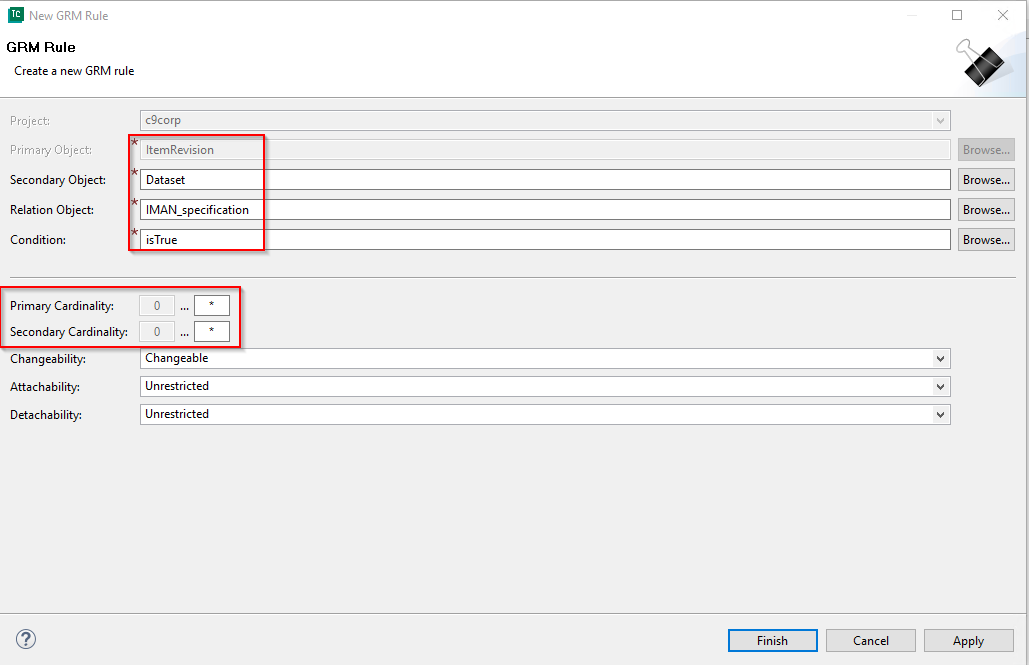 TC New GRM Rule
GRM Rule
Create a new GRM rule
Project: c9corp
Primary Object: * ItemRevision Browse...
Secondary Object: * Dataset Browse...
Relation Object: * IMAN_specification Browse...
Condition: * isTrue Browse...
Primary Cardinality: 0 ... *
Secondary Cardinality: 0 ... *
Changeability: Changeable
Attachability: Unrestricted
Detachability: Unrestricted
? Finish Cancel Apply